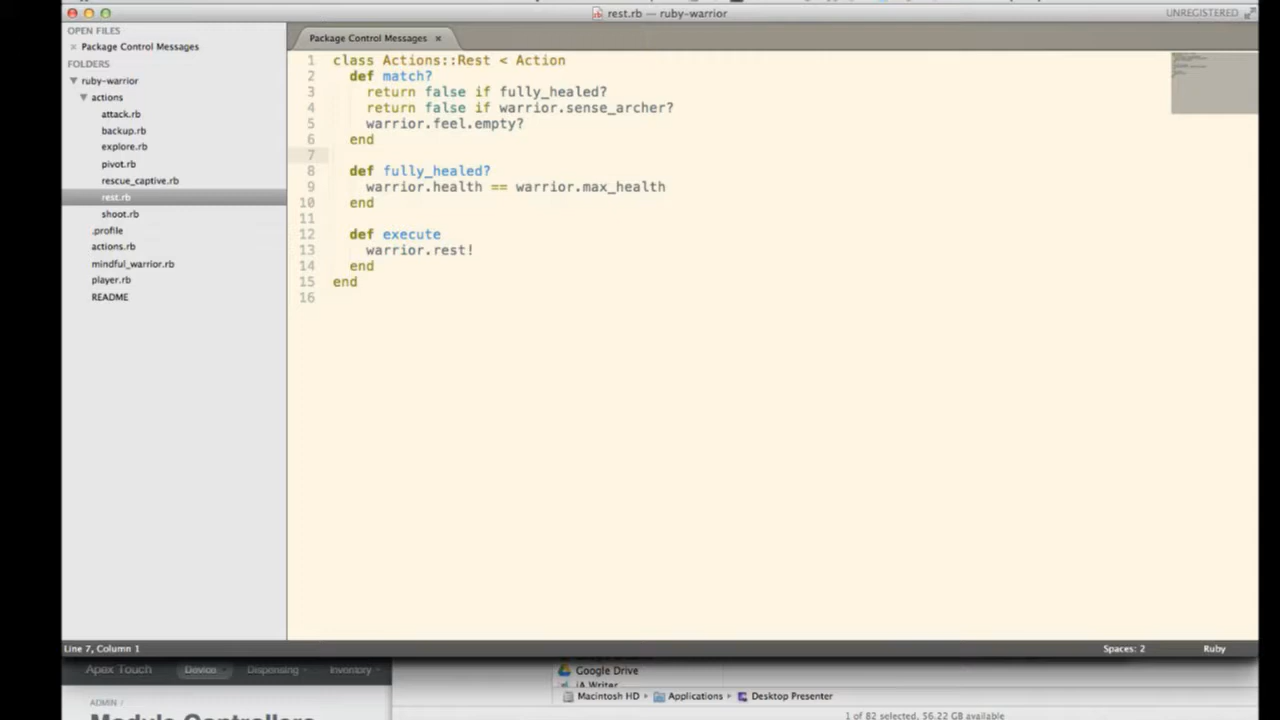 rest.rb — ruby-warrior
UNREGISTERED
OPEN FILES
× Package Control Messages
FOLDERS
ruby-warrior
actions
attack.rb
backup.rb
explore.rb
pivot.rb
rescue_captive.rb
rest.rb
shoot.rb
.profile
actions.rb
mindful_warrior.rb
player.rb
README
Package Control Messages ×
1 class Actions::Rest < Action
2 def match?
3 return false if fully_healed?
4 return false if warrior.sense_archer?
5 warrior.feel.empty?
6 end
7
8 def fully_healed?
9 warrior.health == warrior.max_health
10 end
11
12 def execute
13 warrior.rest!
14 end
15 end
16
Line 7, Column 1
Spaces: 2
Ruby
Apex Touch Device Dispensing Inventory
ADMIN /
Module Controllers
Google Drive
iA Writer
Macintosh HD ▸ Applications ▸ Desktop Presenter
1 of 82 selected, 56.22 GB available